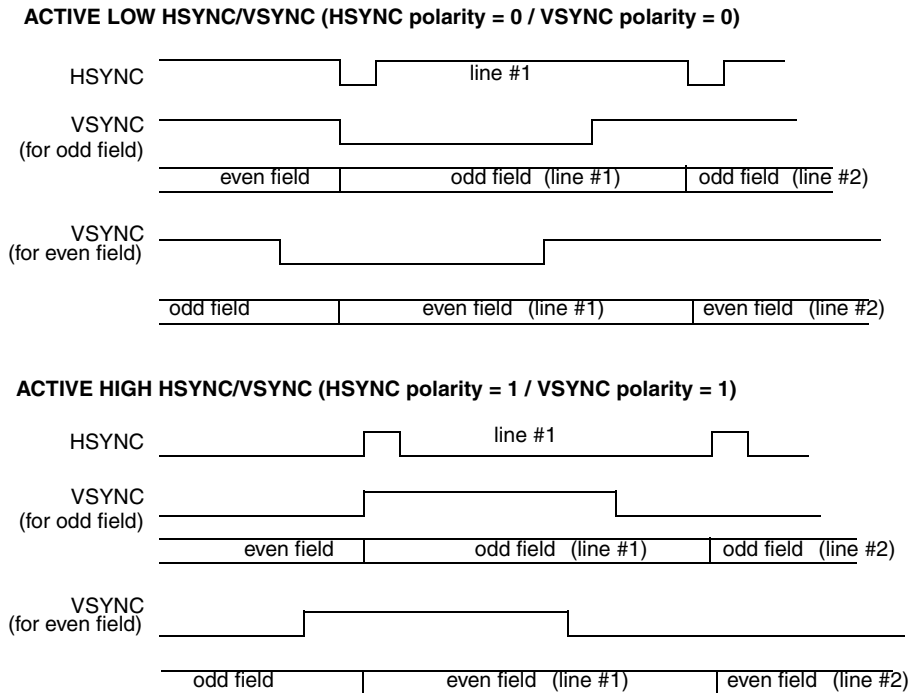 ACTIVE LOW HSYNC/VSYNC (HSYNC polarity = 0 / VSYNC polarity = 0)
HSYNC
line #1
VSYNC
(for odd field)
even field
odd field (line #1)
odd field (line #2)
VSYNC
(for even field)
odd field
even field (line #1)
even field (line #2)
ACTIVE HIGH HSYNC/VSYNC (HSYNC polarity = 1 / VSYNC polarity = 1)
HSYNC
line #1
VSYNC
(for odd field)
even field
odd field (line #1)
odd field (line #2)
VSYNC
(for even field)
odd field
even field (line #1)
even field (line #2)